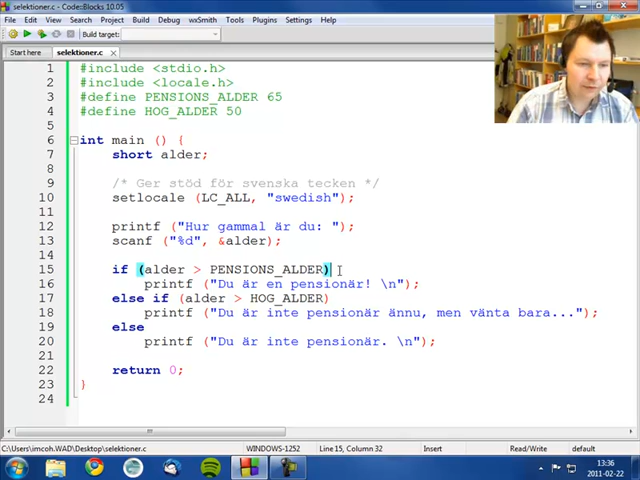 selektioner.c - Code::Blocks 10.05
File Edit View Search Project Build Debug wxSmith Tools Plugins Settings Help
Build target:
Start here selektioner.c
1 #include <stdio.h>
2 #include <locale.h>
3 #define PENSIONS_ALDER 65
4 #define HOG_ALDER 50
5
6 int main () {
7 short alder;
8
9 /* Ger stöd för svenska tecken */
10 setlocale (LC_ALL, "swedish");
11
12 printf ("Hur gammal är du: ");
13 scanf ("%d", &alder);
14
15 if (alder > PENSIONS_ALDER)
16 printf ("Du är en pensionär! \n");
17 else if (alder > HOG_ALDER)
18 printf ("Du är inte pensionär ännu, men vänta bara...");
19 else
20 printf ("Du är inte pensionär. \n");
21
22 return 0;
23 }
24
C:\Users\imcoh.WAD\Desktop\selektioner.c WINDOWS-1252 Line 15, Column 32 Insert Read/Write default
13:36
2011-02-22